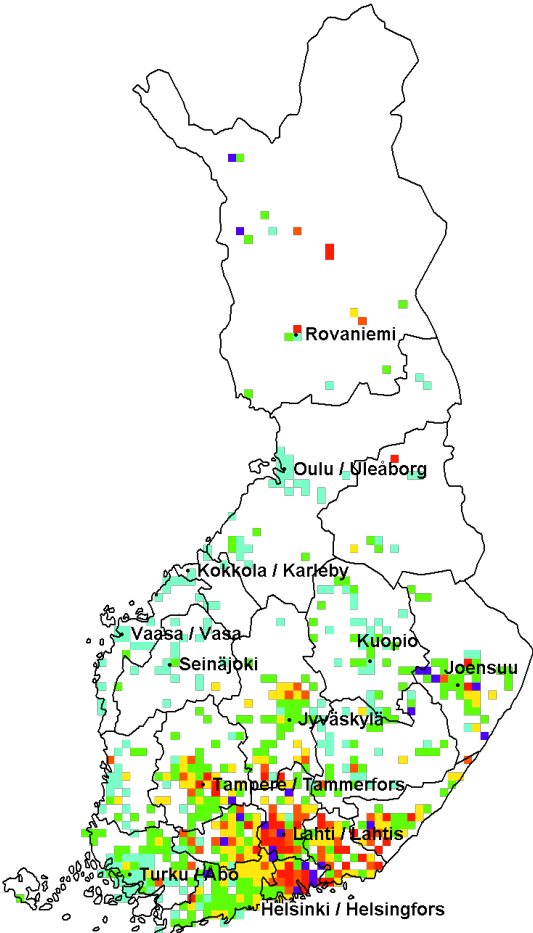 Rovaniemi
Oulu / Uleåborg
Kokkola / Karleby
Vaasa / Vasa
Kuopio
Seinäjoki
Joensuu
Jyväskylä
Tampere / Tammerfors
Lahti / Lahtis
Turku / Åbo
Helsinki / Helsingfors